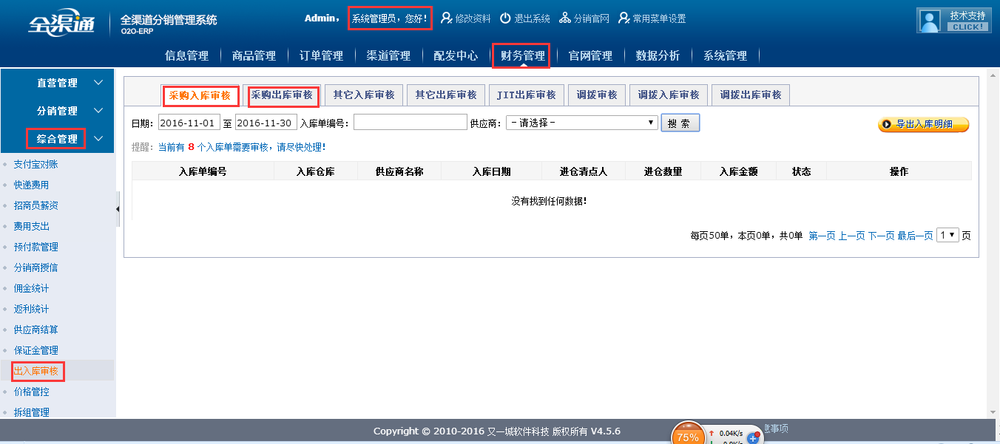 全渠通 全渠道分销管理系统
O2O-ERP
Admin， 系统管理员，您好！ 修改资料 退出系统 分销官网 常用菜单设置
技术支持
CLICK!
信息管理 商品管理 订单管理 渠道管理 配发中心 财务管理 官网管理 数据分析 系统管理
直营管理
分销管理
综合管理
支付宝对账
快递费用
招商员薪资
费用支出
预付款管理
分销商授信
佣金统计
返利统计
供应商结算
保证金管理
出入库审核
价格管控
拆组管理
采购入库审核 采购出库审核 其它入库审核 其它出库审核 JIT出库审核 调拨审核 调拨入库审核 调拨出库审核
日期： 2016-11-01 至 2016-11-30 入库单编号： 供应商： －请选择－ 搜 索 导出入库明细
提醒：当前有 8 个入库单需要审核，请尽快处理！
入库单编号 入库仓库 供应商名称 入库日期 进仓清点人 进仓数量 入库金额 状态 操作
没有找到任何数据！
每页50单，本页0单，共0单 第一页 上一页 下一页 最后一页 1 页
Copyright © 2010-2016 又一城软件科技 版权所有 V4.5.6
75% 0.04K/s
事项